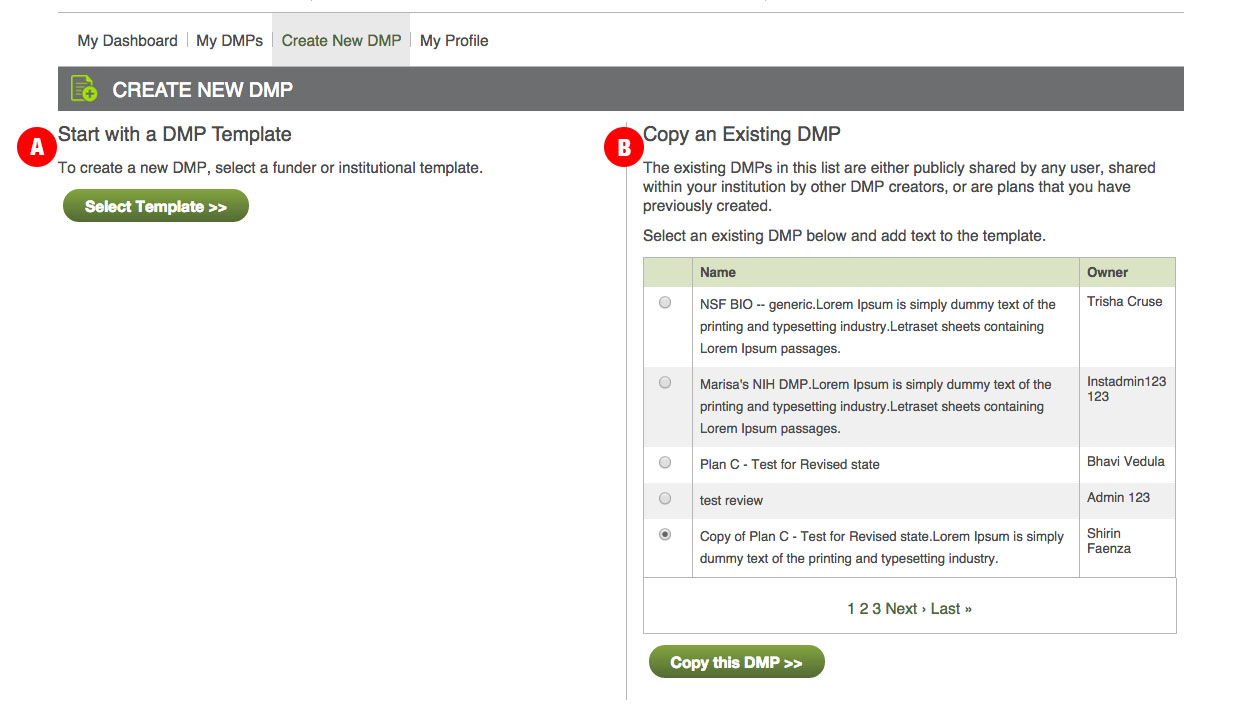 My Dashboard My DMPs Create New DMP My Profile
CREATE NEW DMP
A
Start with a DMP Template
To create a new DMP, select a funder or institutional template.
Select Template >>
B
Copy an Existing DMP
The existing DMPs in this list are either publicly shared by any user, shared
within your institution by other DMP creators, or are plans that you have
previously created.
Select an existing DMP below and add text to the template.
Name Owner
NSF BIO -- generic.Lorem Ipsum is simply dummy text of the
printing and typesetting industry.Letraset sheets containing
Lorem Ipsum passages.
Trisha Cruse
Marisa's NIH DMP.Lorem Ipsum is simply dummy text of the
printing and typesetting industry.Letraset sheets containing
Lorem Ipsum passages.
Instadmin123
123
Plan C - Test for Revised state
Bhavi Vedula
test review
Admin 123
Copy of Plan C - Test for Revised state.Lorem Ipsum is simply
dummy text of the printing and typesetting industry.
Shirin
Faenza
1 2 3 Next › Last »
Copy this DMP >>